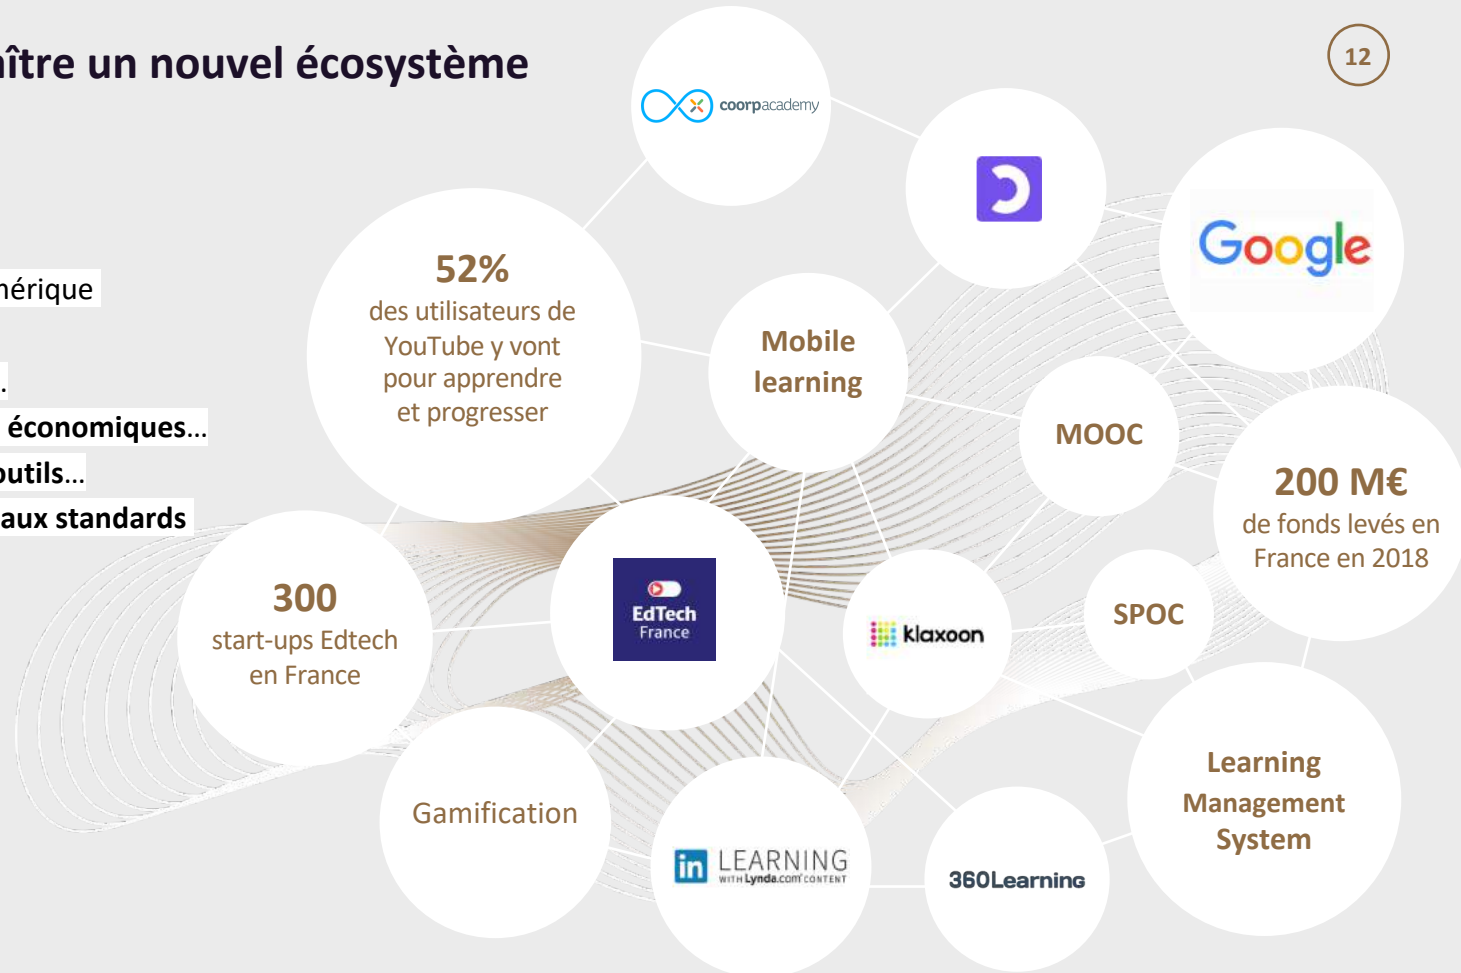 ître un nouvel écosystème
12
mérique
.
économiques...
outils...
aux standards
coorpacademy
Google
52%
des utilisateurs de
YouTube y vont
pour apprendre
et progresser
Mobile
learning
MOOC
200 M€
de fonds levés en
France en 2018
EdTech
France
300
start-ups Edtech
en France
klaxoon
SPOC
Gamification
in LEARNING
WITH Lynda.com CONTENT
360Learning
Learning
Management
System